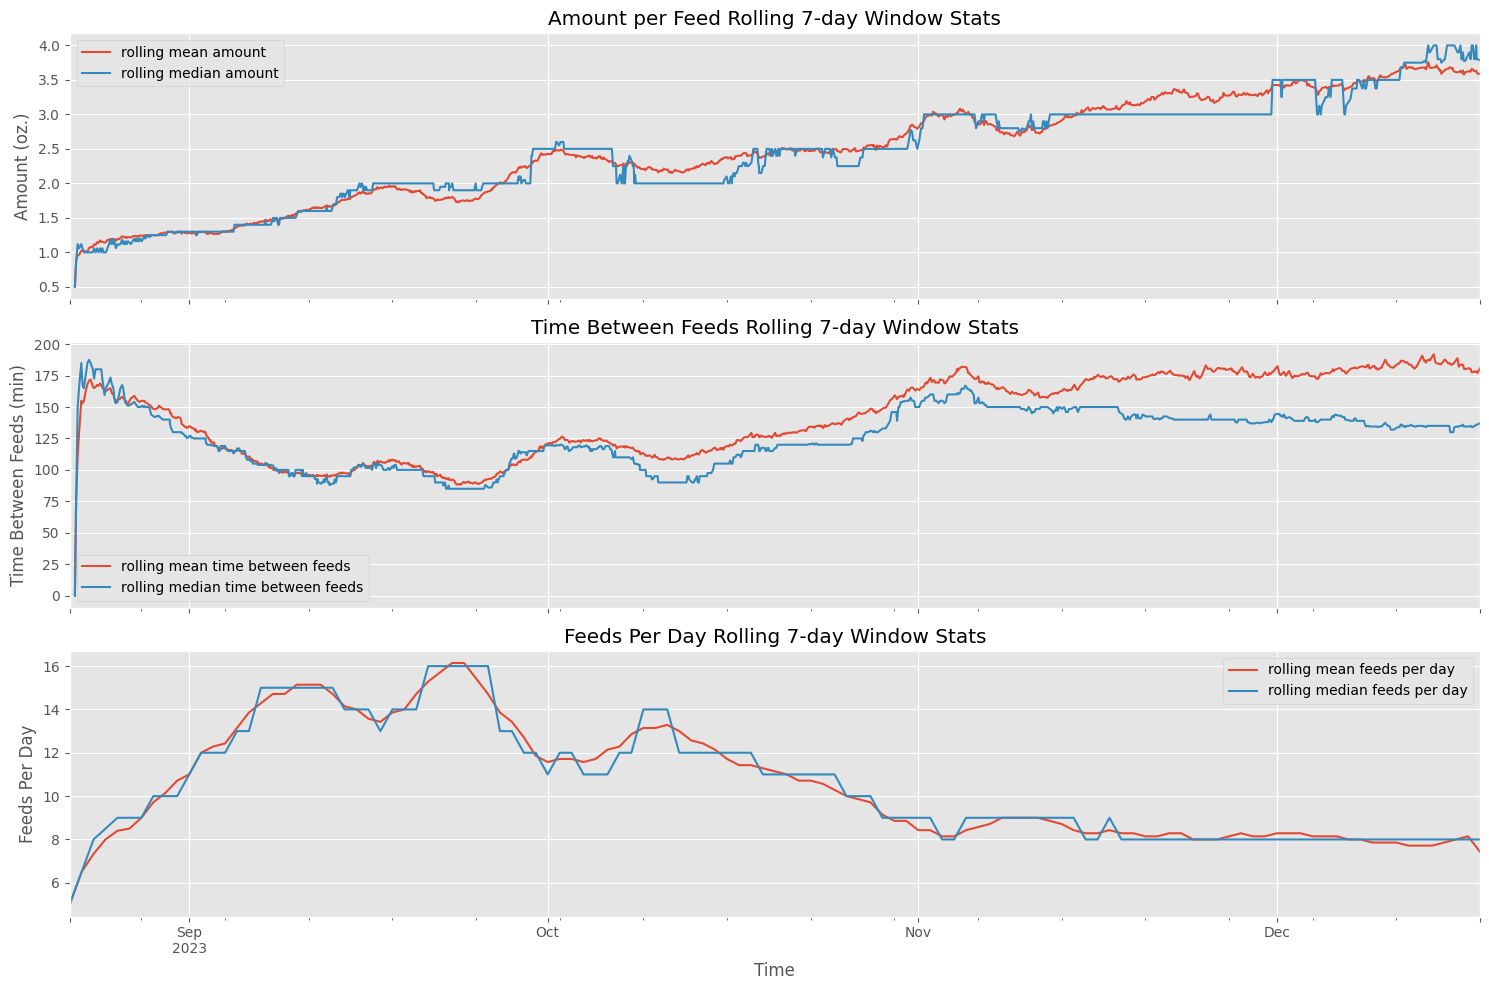 Amount per Feed Rolling 7-day Window Stats
rolling mean amount
rolling median amount
Amount (oz.)
4.0
3.5
3.0
2.5
2.0
1.5
1.0
0.5
Time Between Feeds Rolling 7-day Window Stats
Time Between Feeds (min)
200
175
150
125
100
75
50
25
0
rolling mean time between feeds
rolling median time between feeds
Feeds Per Day Rolling 7-day Window Stats
rolling mean feeds per day
rolling median feeds per day
Feeds Per Day
16
14
12
10
8
6
Sep
2023
Oct
Nov
Dec
Time